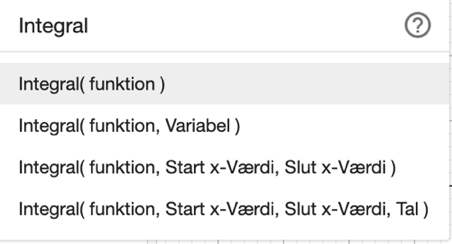 Integral
Integral( funktion )
Integral( funktion, Variabel )
Integral( funktion, Start x-Værdi, Slut x-Værdi )
Integral( funktion, Start x-Værdi, Slut x-Værdi, Tal )